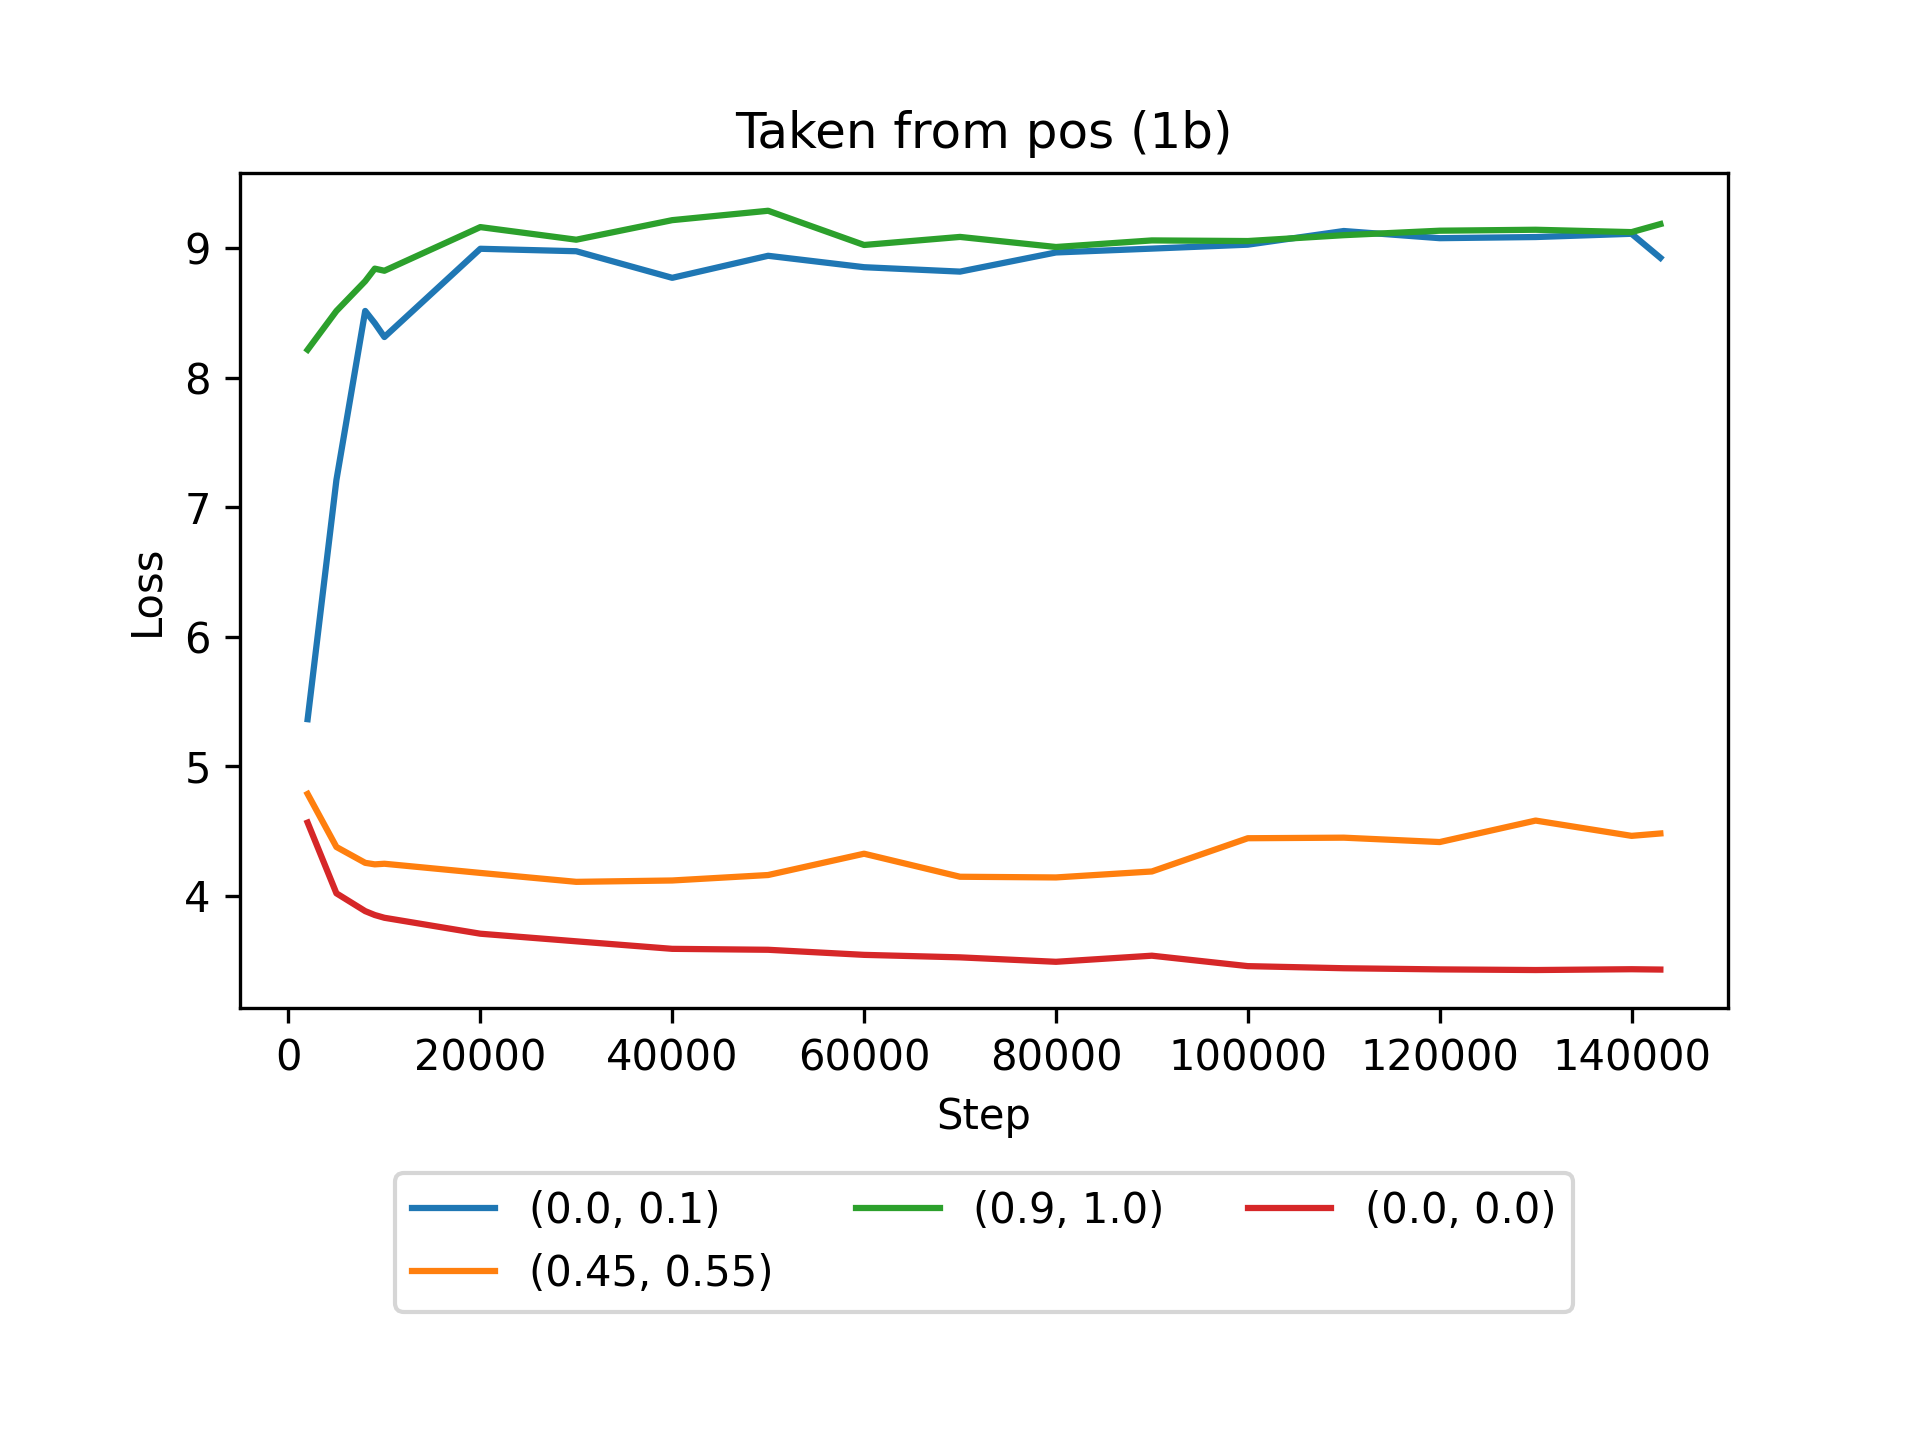 Taken from pos (1b)
9
8
7
6
5
4
Loss
0 20000 40000 60000 80000 100000 120000 140000
Step
(0.0, 0.1) (0.9, 1.0) (0.0, 0.0)
(0.45, 0.55)